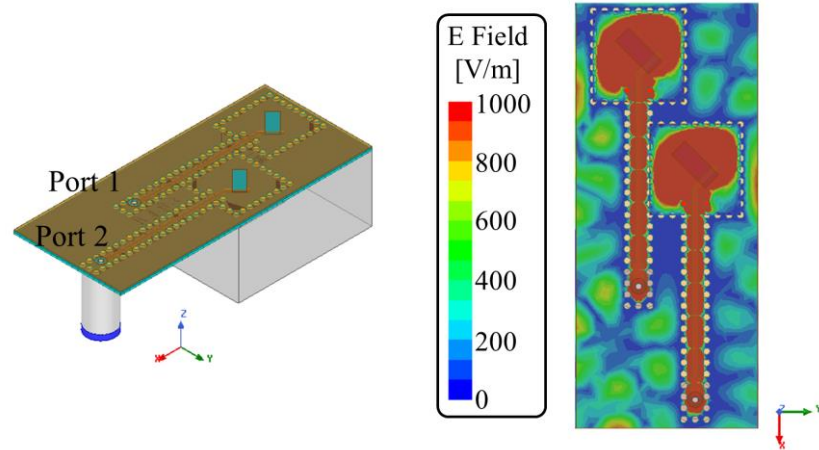 Port 1
Port 2
Z
X
Y
E Field
[V/m]
1000
800
600
400
200
0
Z
Y
X